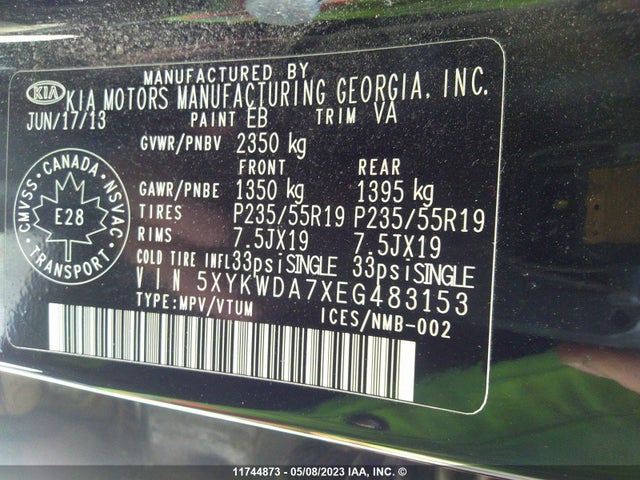 MANUFACTURED BY
KIA KIA MOTORS MANUFACTURING GEORGIA, INC.
JUN/17/13 PAINT EB TRIM VA
GVWR/PNBV 2350 kg
FRONT REAR
GAWR/PNBE 1350 kg 1395 kg
TIRES P235/55R19 P235/55R19
RIMS 7.5JX19 7.5JX19
COLD TIRE INFL 33psiSINGLE 33psiSINGLE
VIN 5XYKWDA7XEG483153
TYPE:MPV/VTUM ICES/NMB-002
CANADA
CMVSS NSVAC
E28
TRANSPORT
11744873 - 05/08/2023 IAA, INC. ©